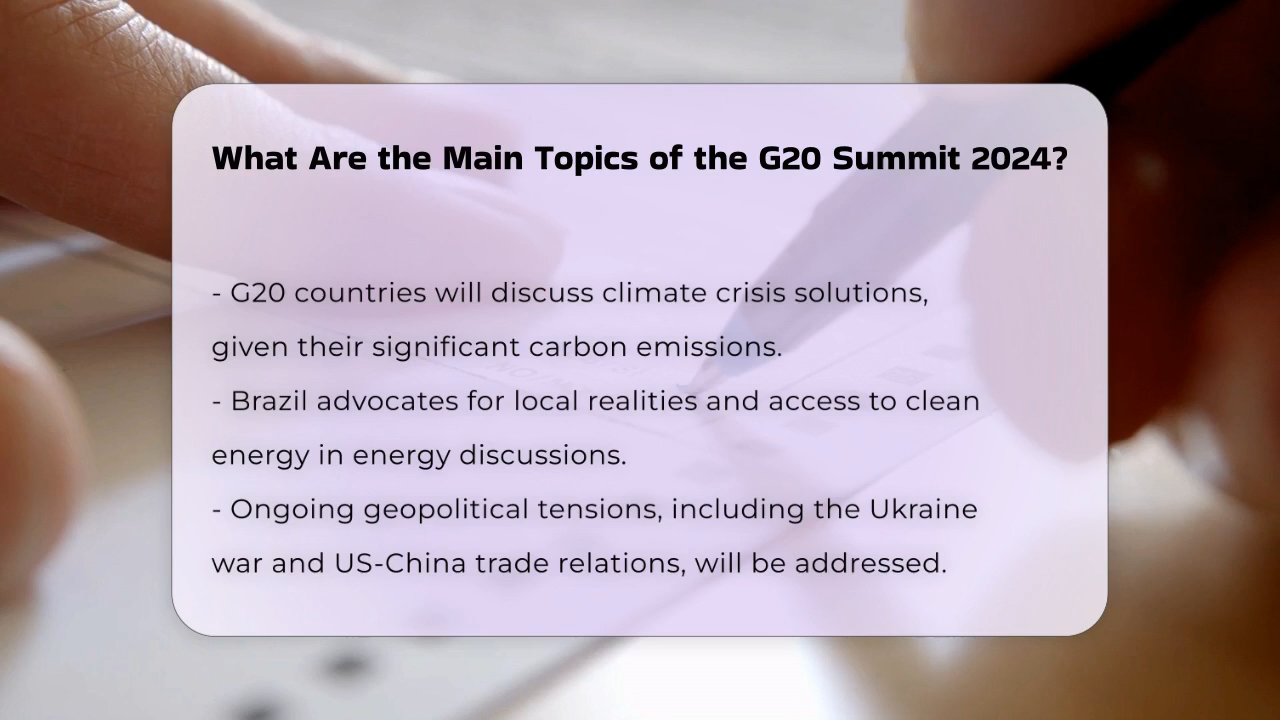 What Are the Main Topics of the G20 Summit 2024?
- G20 countries will discuss climate crisis solutions,
given their significant carbon emissions.
- Brazil advocates for local realities and access to clean
energy in energy discussions.
- Ongoing geopolitical tensions, including the Ukraine
war and US-China trade relations, will be addressed.